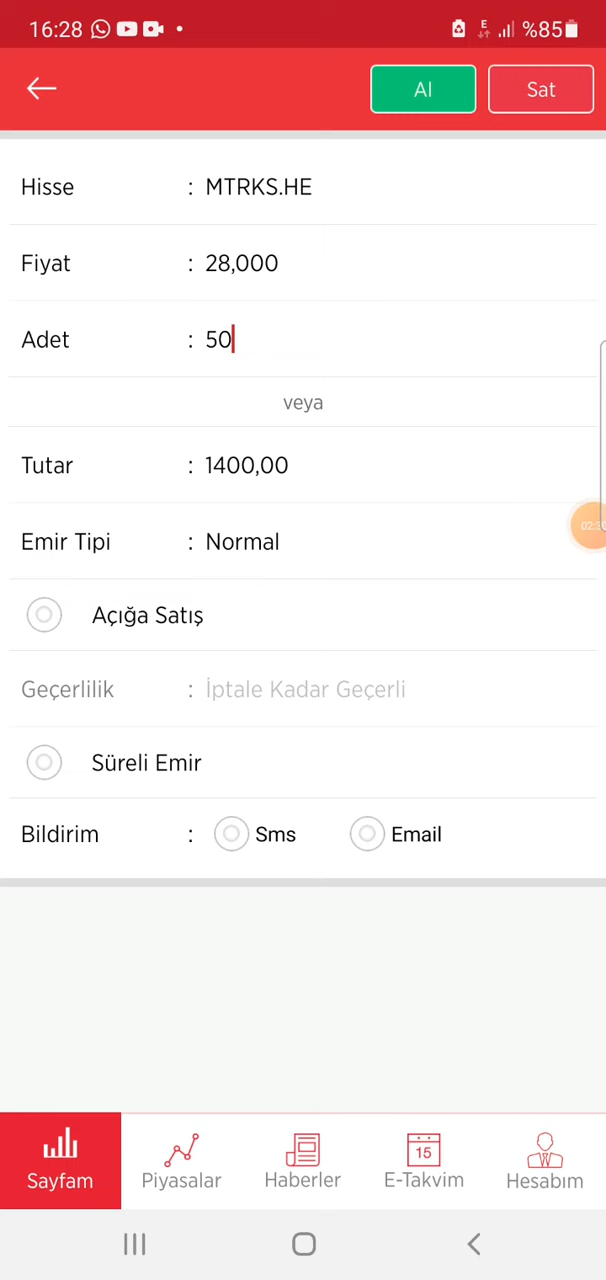 16:28 %85
Al Sat
Hisse : MTRKS.HE
Fiyat : 28,000
Adet : 50
veya
Tutar : 1400,00
Emir Tipi : Normal
Açığa Satış
Geçerlilik : İptale Kadar Geçerli
Süreli Emir
Bildirim : Sms Email
15
Sayfam Piyasalar Haberler E-Takvim Hesabım